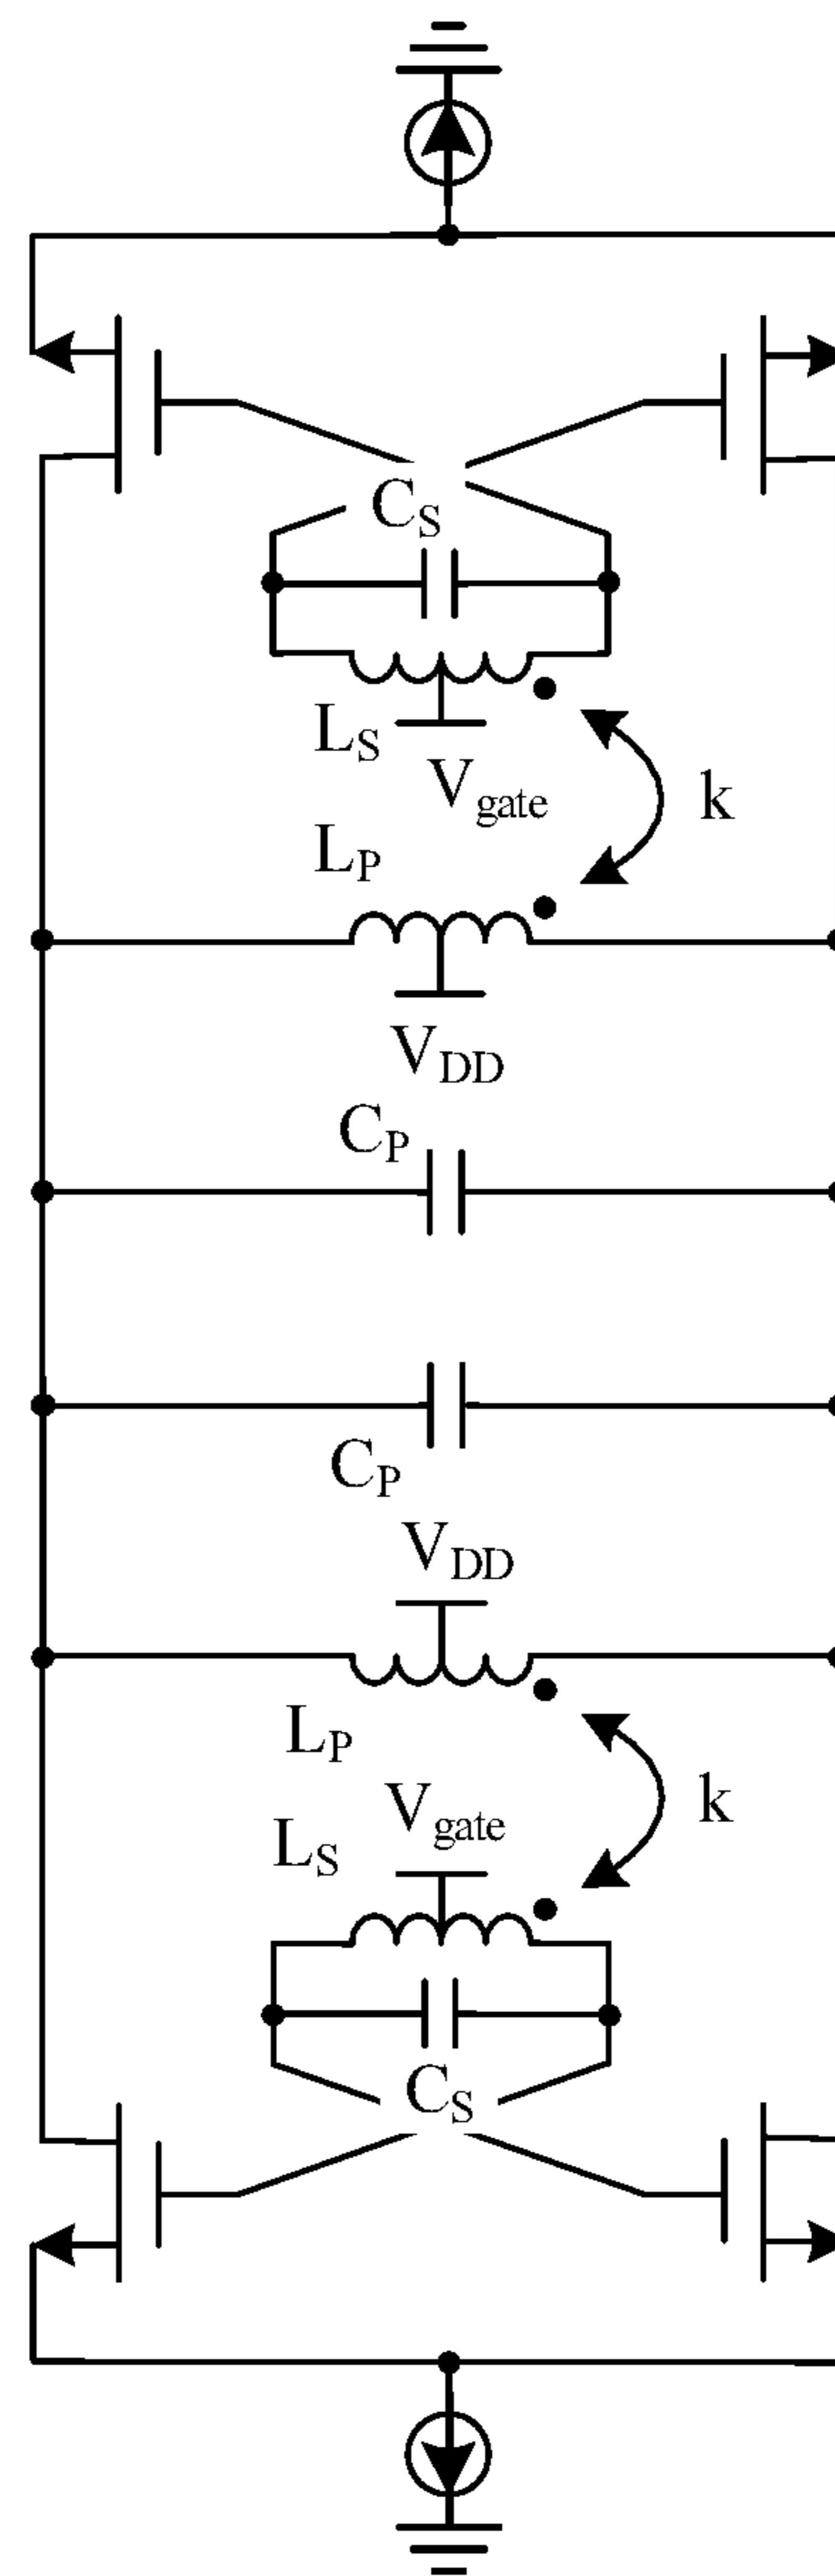 C_S
L_S
V_gate
k
L_P
V_DD
C_P
C_P
V_DD
L_P
k
V_gate
L_S
C_S